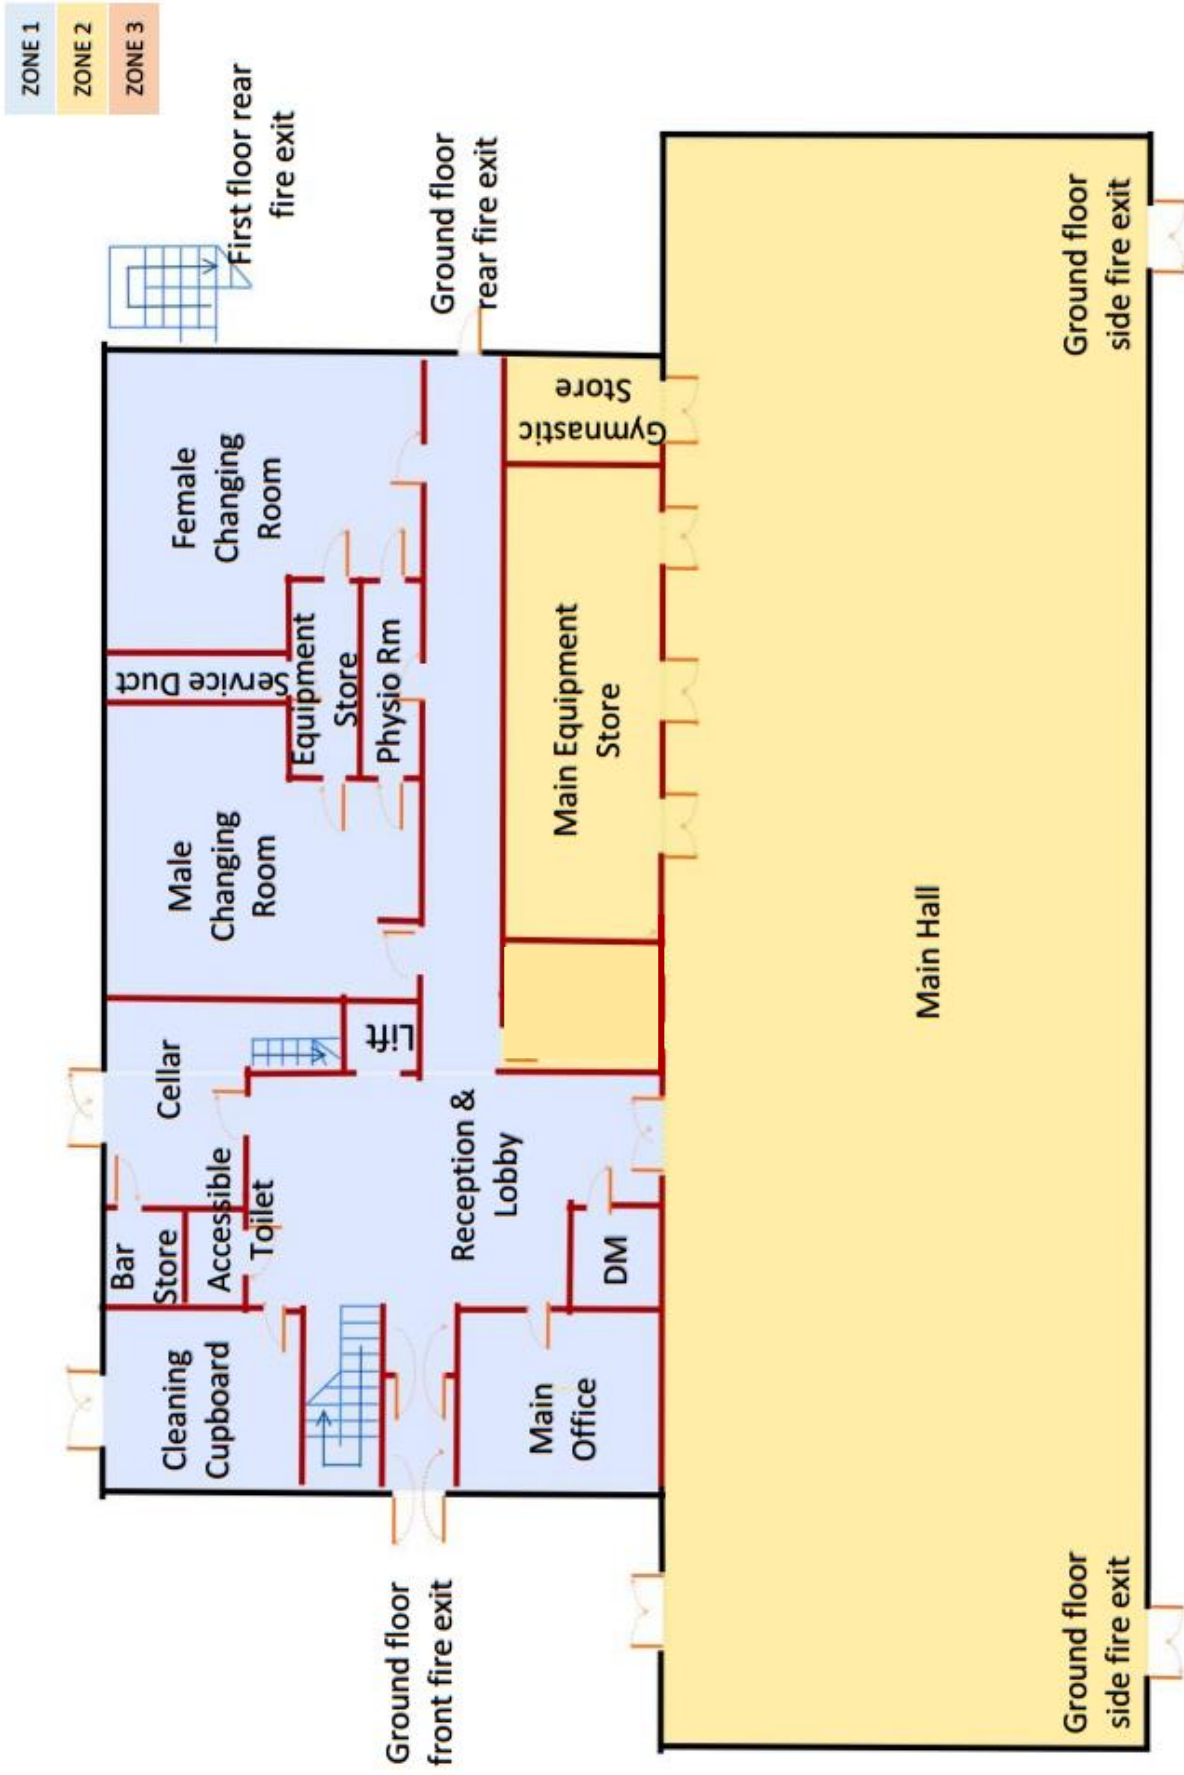 ZONE 1
ZONE 2
ZONE 3
First floor rear
fire exit
Ground floor
rear fire exit
Female
Changing
Room
Service Duct
Equipment
Store
Physio Rm
Male
Changing
Room
Gymnastic
Store
Main Equipment
Store
Cellar
Lift
Bar
Store
Accessible
Toilet
Reception &
Lobby
DM
Cleaning
Cupboard
Main
Office
Main Hall
Ground floor
front fire exit
Ground floor
side fire exit
Ground floor
side fire exit